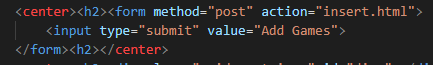 <center><h2><form method="post" action="insert.html">
<input type="submit" value="Add Games">
</form><h2></center>